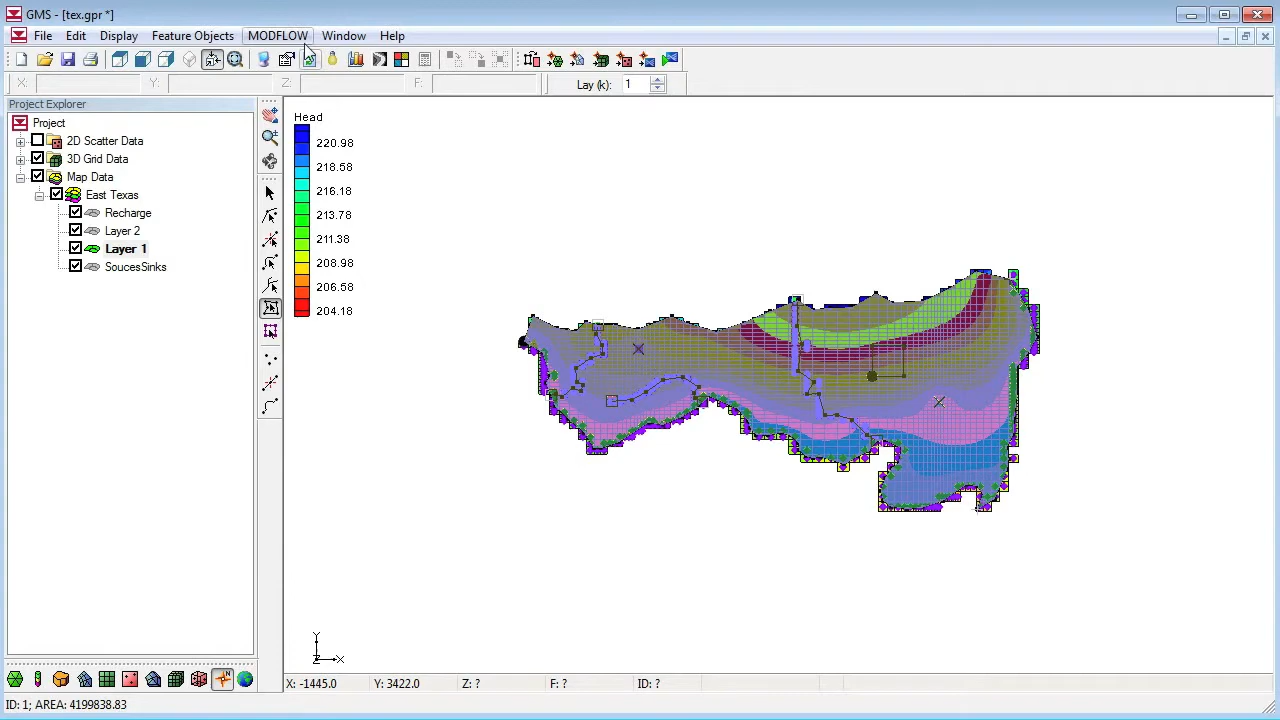 GMS - [tex.gpr *]
File Edit Display Feature Objects MODFLOW Window Help
X: Y: Z: F: Lay (k): 1
Project Explorer
Project
2D Scatter Data
3D Grid Data
Map Data
East Texas
Recharge
Layer 2
Layer 1
SoucesSinks
Head
220.98
218.58
216.18
213.78
211.38
208.98
206.58
204.18
Y
Z X
X: -1445.0 Y: 3422.0 Z: ? F: ? ID: ?
ID: 1; AREA: 4199838.83